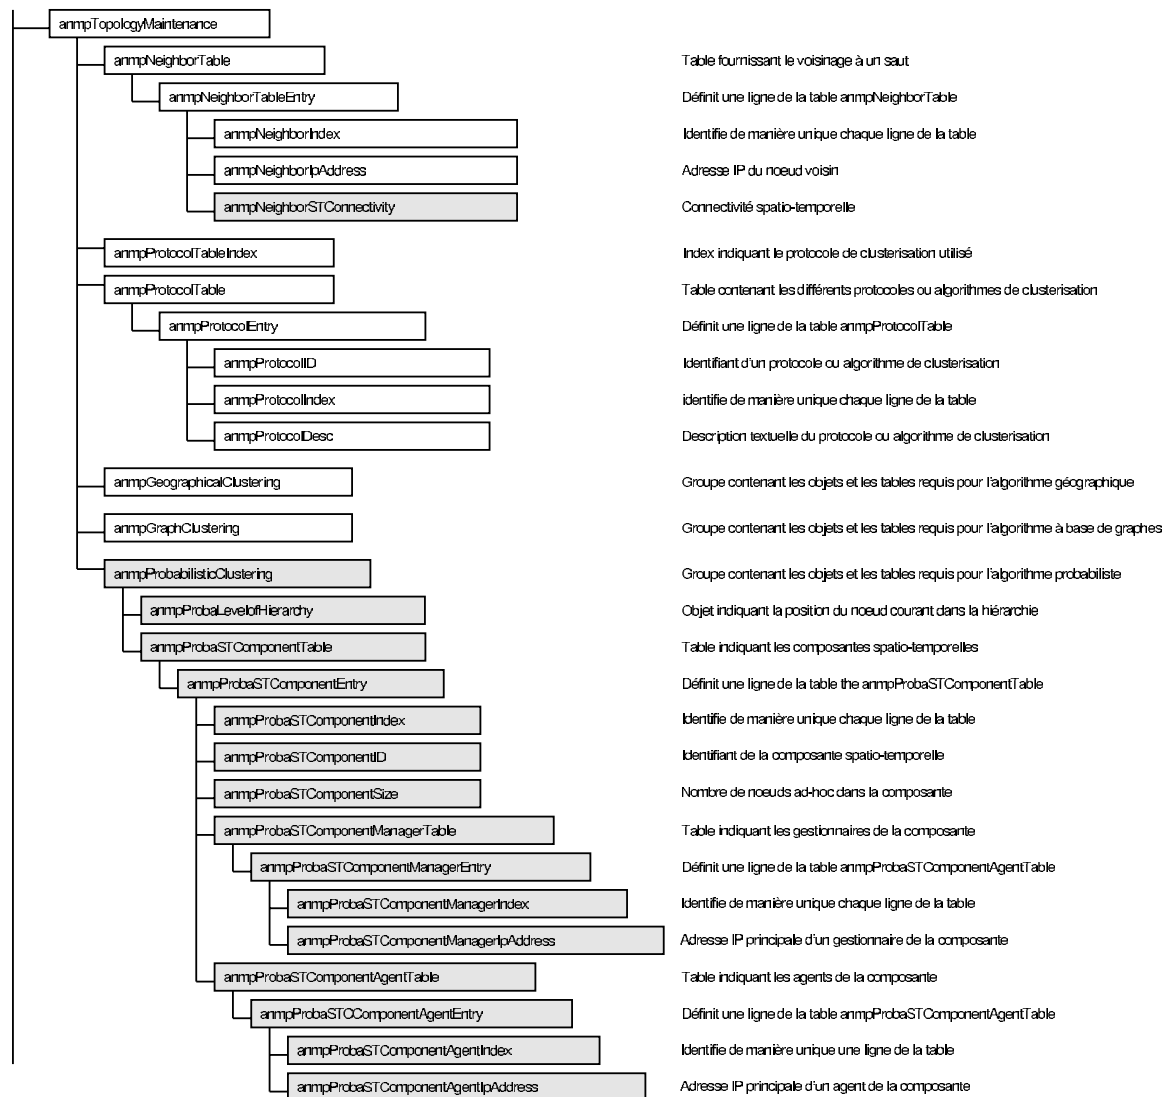 anmpTopologyMaintenance
anmpNeighborTable Table fournissant le voisinage à un saut
anmpNeighborTableEntry Définit une ligne de la table anmpNeighborTable
anmpNeighborIndex Identifie de manière unique chaque ligne de la table
anmpNeighborIpAddress Adresse IP du noeud voisin
anmpNeighborSTConnectivity Connectivité spatio-temporelle
anmpProtocolTableIndex Index indiquant le protocole de clusterisation utilisé
anmpProtocolTable Table contenant les différents protocoles ou algorithmes de clusterisation
anmpProtocolEntry Définit une ligne de la table anmpProtocolTable
anmpProtocolID Identifiant d'un protocole ou algorithme de clusterisation
anmpProtocolIndex identifie de manière unique chaque ligne de la table
anmpProtocolDesc Description textuelle du protocole ou algorithme de clusterisation
anmpGeographicalClustering Groupe contenant les objets et les tables requis pour l'algorithme géographique
anmpGraphClustering Groupe contenant les objets et les tables requis pour l'algorithme à base de graphes
anmpProbabilisticClustering Groupe contenant les objets et les tables requis pour l'algorithme probabiliste
anmpProbaLevelofHierarchy Objet indiquant la position du noeud courant dans la hiérarchie
anmpProbaSTComponentTable Table indiquant les composantes spatio-temporelles
anmpProbaSTComponentEntry Définit une ligne de la table the anmpProbaSTComponentTable
anmpProbaSTComponentIndex Identifie de manière unique chaque ligne de la table
anmpProbaSTComponentID Identifiant de la composante spatio-temporelle
anmpProbaSTComponentSize Nombre de noeuds ad-hoc dans la composante
anmpProbaSTComponentManagerTable Table indiquant les gestionnaires de la composante
anmpProbaSTComponentManagerEntry Définit une ligne de la table anmpProbaSTComponentAgentTable
anmpProbaSTComponentManagerIndex Identifie de manière unique chaque ligne de la table
anmpProbaSTComponentManagerIpAddress Adresse IP principale d'un gestionnaire de la composante
anmpProbaSTComponentAgentTable Table indiquant les agents de la composante
anmpProbaSTCComponentAgentEntry Définit une ligne de la table anmpProbaSTComponentAgentTable
anmpProbaSTComponentAgentIndex Identifie de manière unique une ligne de la table
anmpProbaSTComponentAgentIpAddress Adresse IP principale d'un agent de la composante